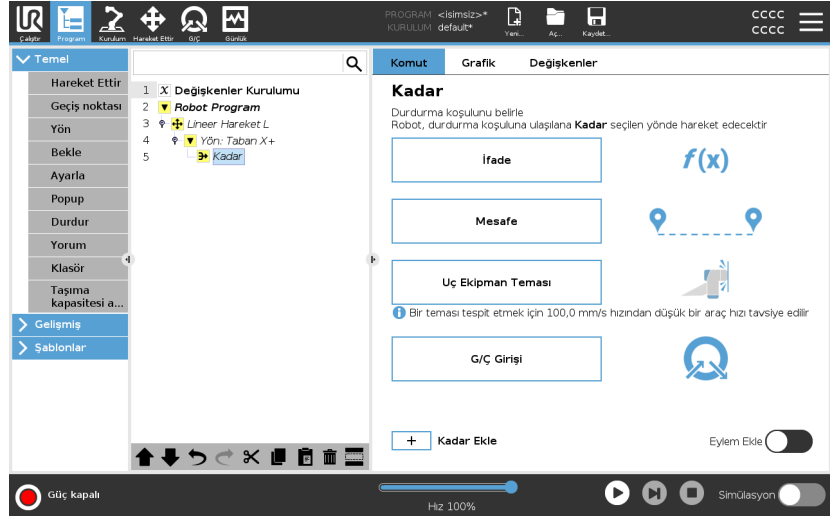 UR
Çalıştır
Program
Kurulum
Hareket Ettir
G/Ç
Günlük
PROGRAM <isimsiz>*
KURULUM default*
Yeni...
Aç...
Kaydet...
cccc
cccc
Temel
Hareket Ettir
Geçiş noktası
Yön
Bekle
Ayarla
Popup
Durdur
Yorum
Klasör
Taşıma
kapasitesi a...
Gelişmiş
Şablonlar
1 X Değişkenler Kurulumu
2 Robot Program
3 Lineer Hareket L
4 Yön: Taban X+
5 Kadar
Komut
Grafik
Değişkenler
Kadar
Durdurma koşulunu belirle
Robot, durdurma koşuluna ulaşılana Kadar seçilen yönde hareket edecektir
İfade
f(x)
Mesafe
Uç Ekipman Teması
Bir teması tespit etmek için 100,0 mm/s hızından düşük bir araç hızı tavsiye edilir
G/Ç Girişi
+ Kadar Ekle
Eylem Ekle
Güç kapalı
Hız 100%
Simülasyon